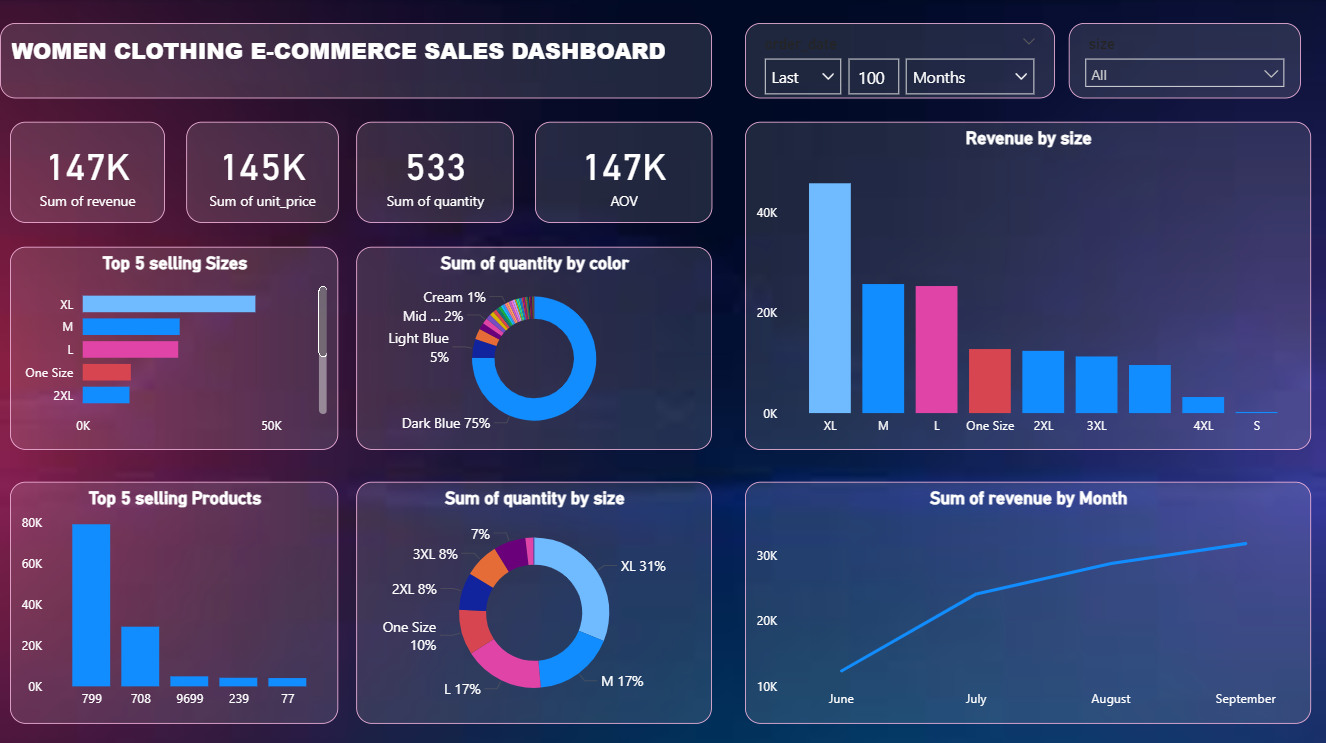 WOMEN CLOTHING E-COMMERCE SALES DASHBOARD
Last 100 Months
size
All
147K
Sum of revenue
145K
Sum of unit_price
533
Sum of quantity
147K
AOV
Revenue by size
40K
20K
0K
XL M L One Size 2XL 3XL 4XL S
Top 5 selling Sizes
XL
M
L
One Size
2XL
0K 50K
Sum of quantity by color
Cream 1%
Mid ... 2%
Light Blue
5%
Dark Blue 75%
Top 5 selling Products
80K
60K
40K
20K
0K
799 708 9699 239 77
Sum of quantity by size
7%
3XL 8%
2XL 8%
One Size
10%
L 17%
XL 31%
M 17%
Sum of revenue by Month
30K
20K
10K
June July August September